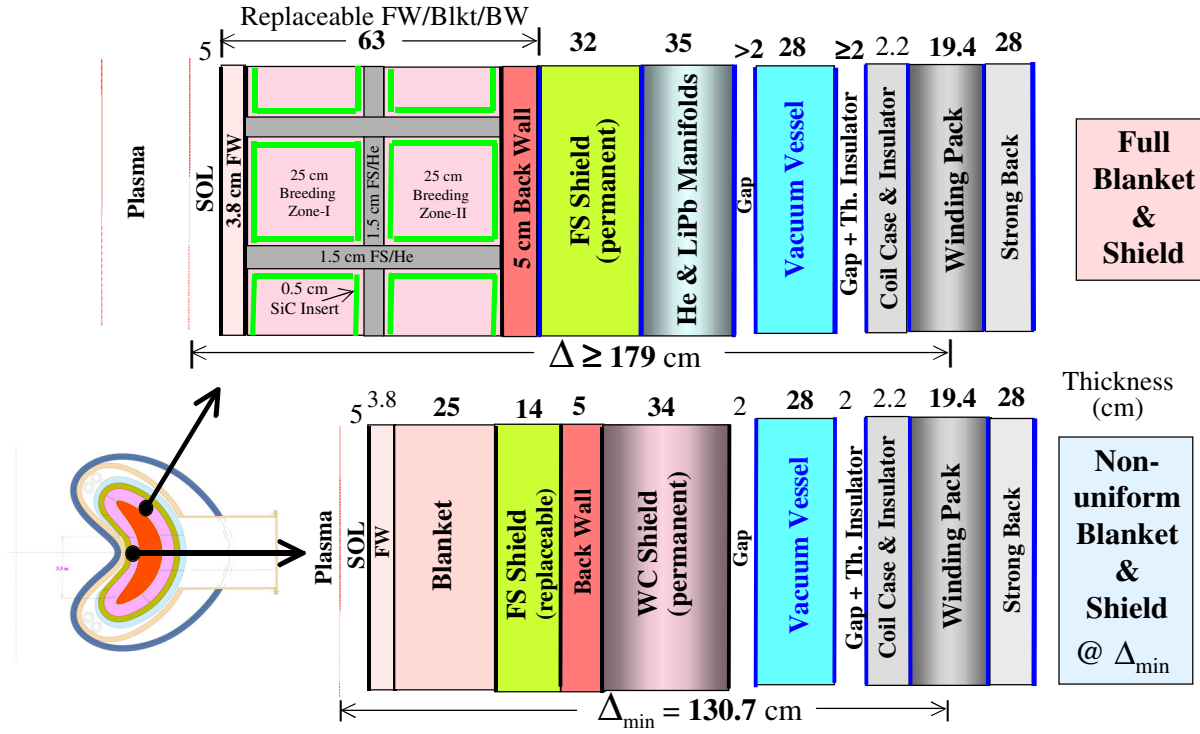 Replaceable FW/Blkt/BW
5
63
32
35
>2
28
≥2
2.2
19.4
28
Plasma
SOL
3.8 cm FW
25 cm
Breeding
Zone-I
1.5 cm FS/He
25 cm
Breeding
Zone-II
1.5 cm FS/He
0.5 cm
SiC Insert
5 cm Back Wall
FS Shield
(permanent)
He & LiPb Manifolds
Gap
Vacuum Vessel
Gap + Th. Insulator
Coil Case & Insulator
Winding Pack
Strong Back
Full
Blanket
&
Shield
Δ ≥ 179 cm
Thickness
(cm)
5
3.8
25
14
5
34
2
28
2
2.2
19.4
28
Plasma
SOL
FW
Blanket
FS Shield
(replaceable)
Back Wall
WC Shield
(permanent)
Gap
Vacuum Vessel
Gap + Th. Insulator
Coil Case & Insulator
Winding Pack
Strong Back
Non-
uniform
Blanket
&
Shield
@ Δmin
Δmin = 130.7 cm